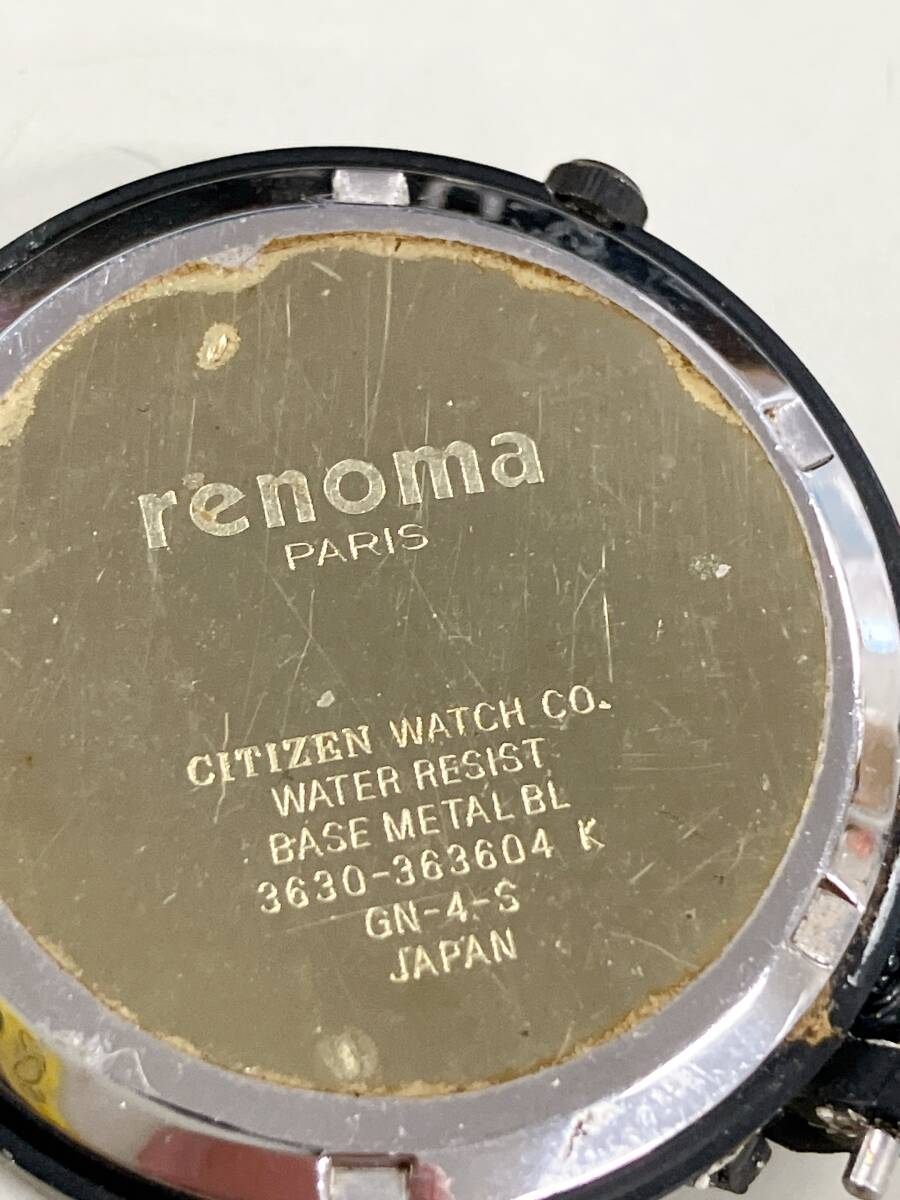 renoma
PARIS
CITIZEN WATCH CO.
WATER RESIST
BASE METAL BL
3630-363604 K
GN-4-S
JAPAN